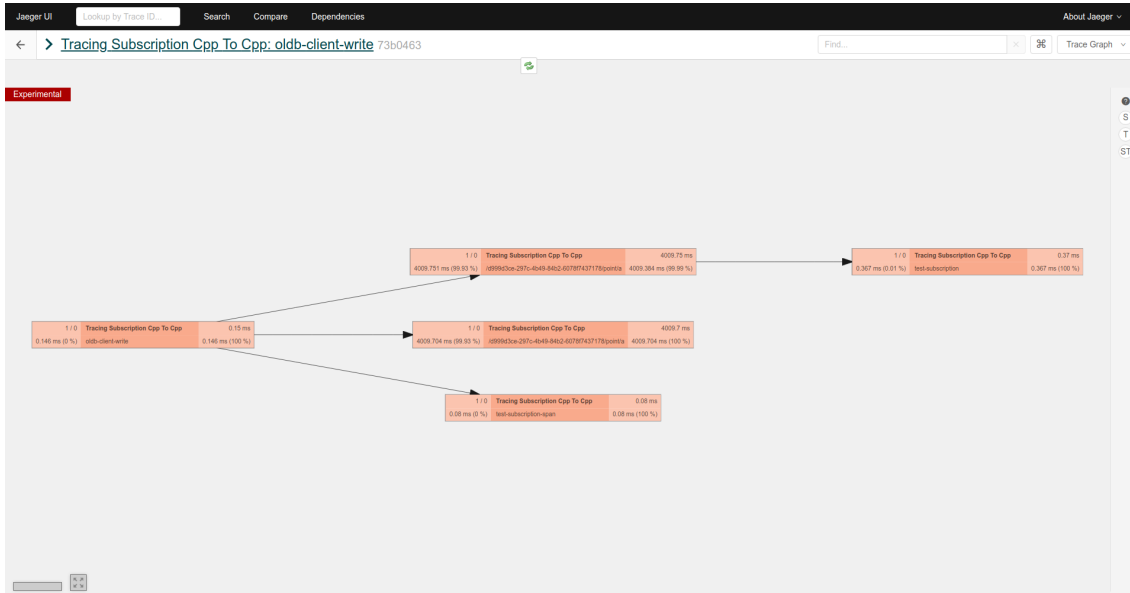 Jaeger UI Lookup by Trace ID... Search Compare Dependencies About Jaeger
Tracing Subscription Cpp To Cpp: oldb-client-write 73b0463 Find... Trace Graph
Experimental
?
S
T
ST
1 / 0 Tracing Subscription Cpp To Cpp 4009.75 ms
4009.751 ms (99.93 %) /d999d3ce-297c-4b49-84b2-6078f7437178/point/a 4009.384 ms (99.99 %)
1 / 0 Tracing Subscription Cpp To Cpp 0.37 ms
0.367 ms (0.01 %) test-subscription 0.367 ms (100 %)
1 / 0 Tracing Subscription Cpp To Cpp 0.15 ms
0.146 ms (0 %) oldb-client-write 0.146 ms (100 %)
1 / 0 Tracing Subscription Cpp To Cpp 4009.7 ms
4009.704 ms (99.93 %) /d999d3ce-297c-4b49-84b2-6078f7437178/point/a 4009.704 ms (100 %)
1 / 0 Tracing Subscription Cpp To Cpp 0.08 ms
0.08 ms (0 %) test-subscription-span 0.08 ms (100 %)